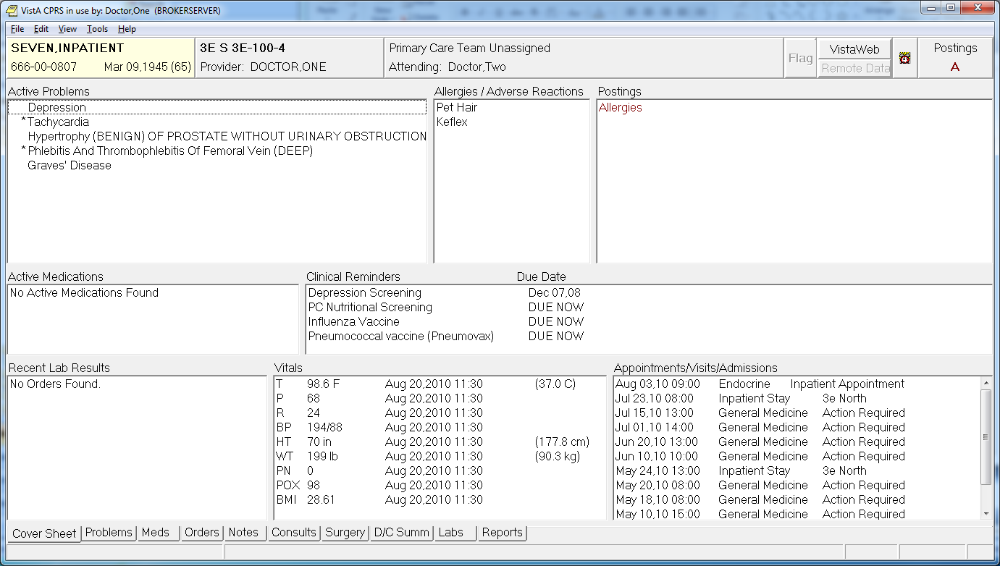 VistA CPRS in use by: Doctor,One (BROKERSERVER)
File Edit View Tools Help
SEVEN,INPATIENT
666-00-0807 Mar 09,1945 (65)
3E S 3E-100-4
Provider: DOCTOR,ONE
Primary Care Team Unassigned
Attending: Doctor,Two
Flag
VistaWeb
Remote Data
Postings
A
Active Problems
Depression
*Tachycardia
Hypertrophy (BENIGN) OF PROSTATE WITHOUT URINARY OBSTRUCTION
*Phlebitis And Thrombophlebitis Of Femoral Vein (DEEP)
Graves' Disease
Allergies / Adverse Reactions
Pet Hair
Keflex
Postings
Allergies
Active Medications
No Active Medications Found
Clinical Reminders Due Date
Depression Screening Dec 07,08
PC Nutritional Screening DUE NOW
Influenza Vaccine DUE NOW
Pneumococcal vaccine (Pneumovax) DUE NOW
Recent Lab Results
No Orders Found.
Vitals
T 98.6 F Aug 20,2010 11:30 (37.0 C)
P 68 Aug 20,2010 11:30
R 24 Aug 20,2010 11:30
BP 194/88 Aug 20,2010 11:30
HT 70 in Aug 20,2010 11:30 (177.8 cm)
WT 199 lb Aug 20,2010 11:30 (90.3 kg)
PN 0 Aug 20,2010 11:30
POX 98 Aug 20,2010 11:30
BMI 28.61 Aug 20,2010 11:30
Appointments/Visits/Admissions
Aug 03,10 09:00 Endocrine Inpatient Appointment
Jul 23,10 08:00 Inpatient Stay 3e North
Jul 15,10 13:00 General Medicine Action Required
Jul 01,10 14:00 General Medicine Action Required
Jun 20,10 13:00 General Medicine Action Required
Jun 10,10 10:00 General Medicine Action Required
May 24,10 13:00 Inpatient Stay 3e North
May 20,10 08:00 General Medicine Action Required
May 18,10 08:00 General Medicine Action Required
May 10,10 15:00 General Medicine Action Required
Cover Sheet Problems Meds Orders Notes Consults Surgery D/C Summ Labs Reports